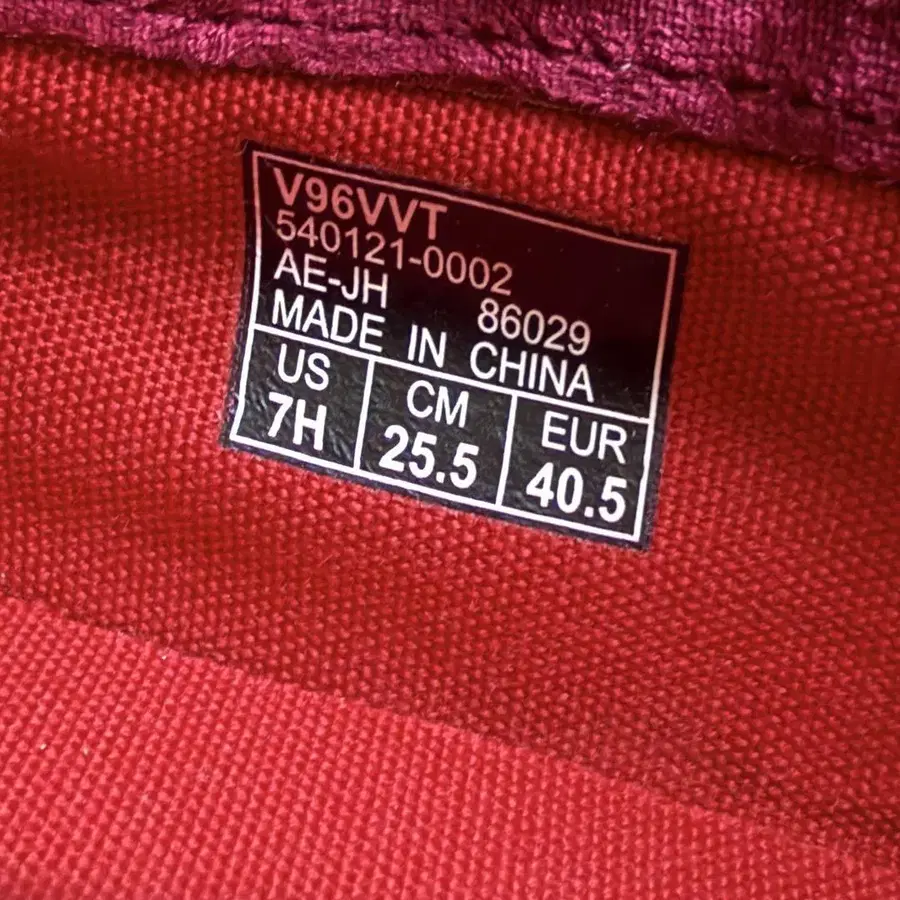 V96VVT
540121-0002
AE-JH 86029
MADE IN CHINA
US CM EUR
7H 25.5 40.5